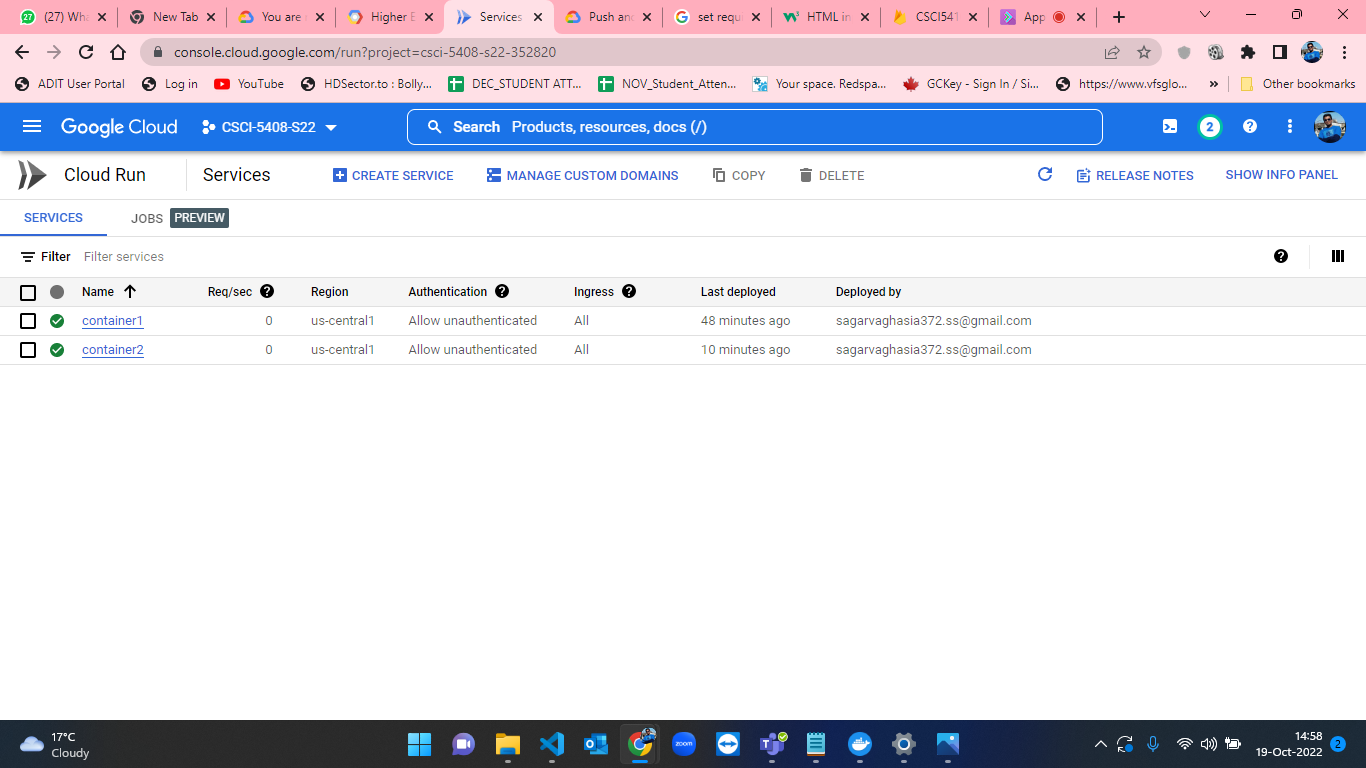 27 (27) Wha New Tab You are Higher E Services Push and set requ HTML in CSCI541 App
console.cloud.google.com/run?project=csci-5408-s22-352820
ADIT User Portal Log in YouTube HDSector.to : Bolly... DEC_STUDENT ATT... NOV_Student_Atten... Your space. Redspa... GCKey - Sign In / Si... https://www.vfsglo... » Other bookmarks
Google Cloud CSCI-5408-S22 Search Products, resources, docs (/) 2
Cloud Run Services CREATE SERVICE MANAGE CUSTOM DOMAINS COPY DELETE RELEASE NOTES SHOW INFO PANEL
SERVICES JOBS PREVIEW
Filter Filter services
Name Req/sec Region Authentication Ingress Last deployed Deployed by
container1 0 us-central1 Allow unauthenticated All 48 minutes ago sagarvaghasia372.ss@gmail.com
container2 0 us-central1 Allow unauthenticated All 10 minutes ago sagarvaghasia372.ss@gmail.com
17°C
Cloudy
zoom
14:58
19-Oct-2022 2